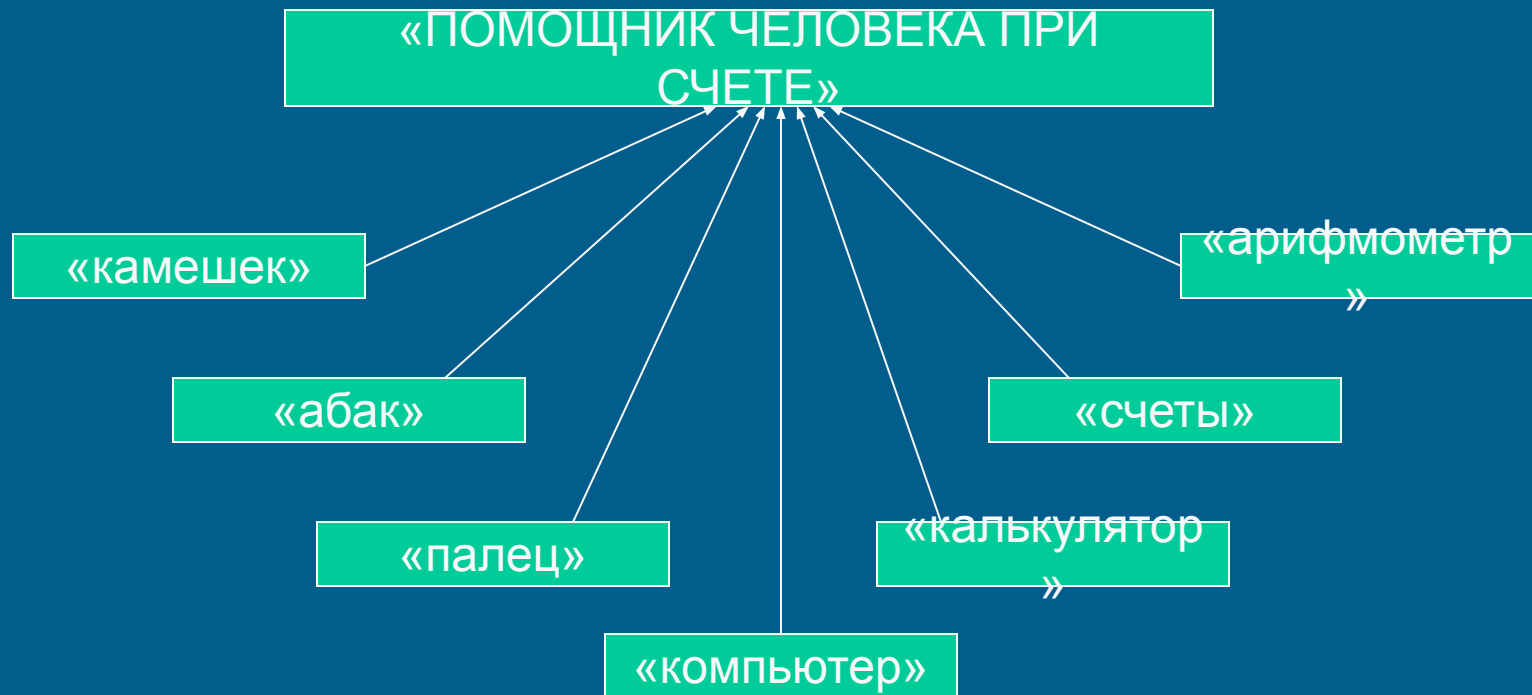 «ПОМОЩНИК ЧЕЛОВЕКА ПРИ
СЧЕТЕ»
«камешек»
«арифмометр
»
«абак»
«счеты»
«палец»
«калькулятор
»
«компьютер»